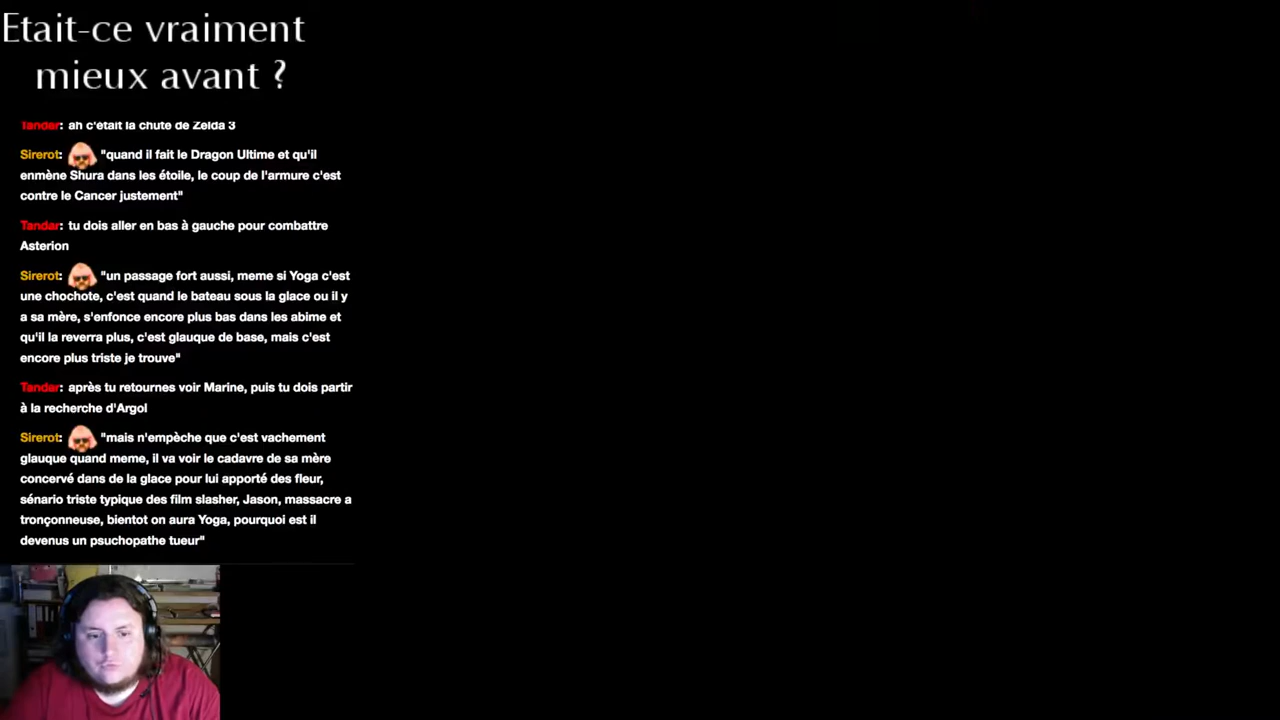 Etait-ce vraiment
mieux avant ?
Tandar: ah c'était la chute de Zelda 3
Sirerot: "quand il fait le Dragon Ultime et qu'il
enmène Shura dans les étoile, le coup de l'armure c'est
contre le Cancer justement"
Tandar: tu dois aller en bas à gauche pour combattre
Asterion
Sirerot: "un passage fort aussi, meme si Yoga c'est
une chochote, c'est quand le bateau sous la glace ou il y
a sa mère, s'enfonce encore plus bas dans les abime et
qu'il la reverra plus, c'est glauque de base, mais c'est
encore plus triste je trouve"
Tandar: après tu retournes voir Marine, puis tu dois partir
à la recherche d'Argol
Sirerot: "mais n'empèche que c'est vachement
glauque quand meme, il va voir le cadavre de sa mère
concervé dans de la glace pour lui apporté des fleur,
sénario triste typique des film slasher, Jason, massacre a
tronçonneuse, bientot on aura Yoga, pourquoi est il
devenus un psuchopathe tueur"